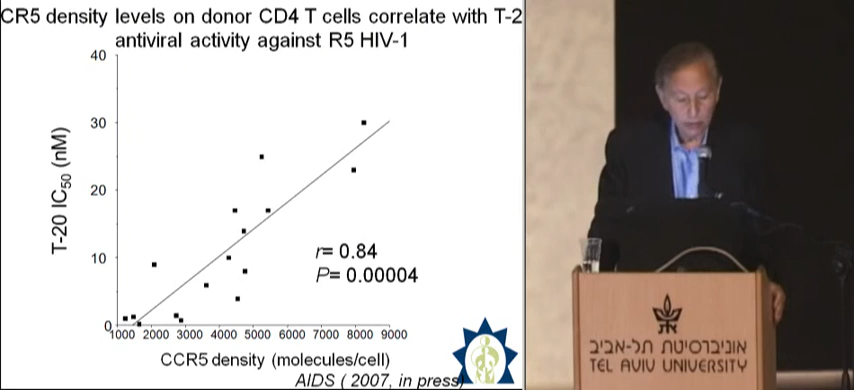 CR5 density levels on donor CD4 T cells correlate with T-2
antiviral activity against R5 HIV-1
40
30
20
10
0
T-20 IC50 (nM)
r= 0.84
P= 0.00004
1000 2000 3000 4000 5000 6000 7000 8000 9000
CCR5 density (molecules/cell)
AIDS ( 2007, in press)
אוניברסיטת תל-אביב
TEL AVIV UNIVERSITY